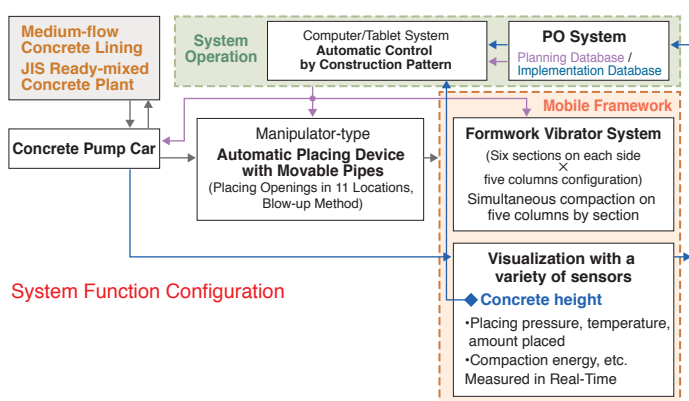 Medium-flow
Concrete Lining
JIS Ready-mixed
Concrete Plant
System
Operation
Computer/Tablet System
Automatic Control
by Construction Pattern
PO System
Planning Database /
Implementation Database
Mobile Framework
Concrete Pump Car
Manipulator-type
Automatic Placing Device
with Movable Pipes
(Placing Openings in 11 Locations,
Blow-up Method)
Formwork Vibrator System
(Six sections on each side
×
five columns configuration)
Simultaneous compaction on
five columns by section
System Function Configuration
Visualization with a
variety of sensors
Concrete height
•Placing pressure, temperature,
amount placed
•Compaction energy, etc.
Measured in Real-Time